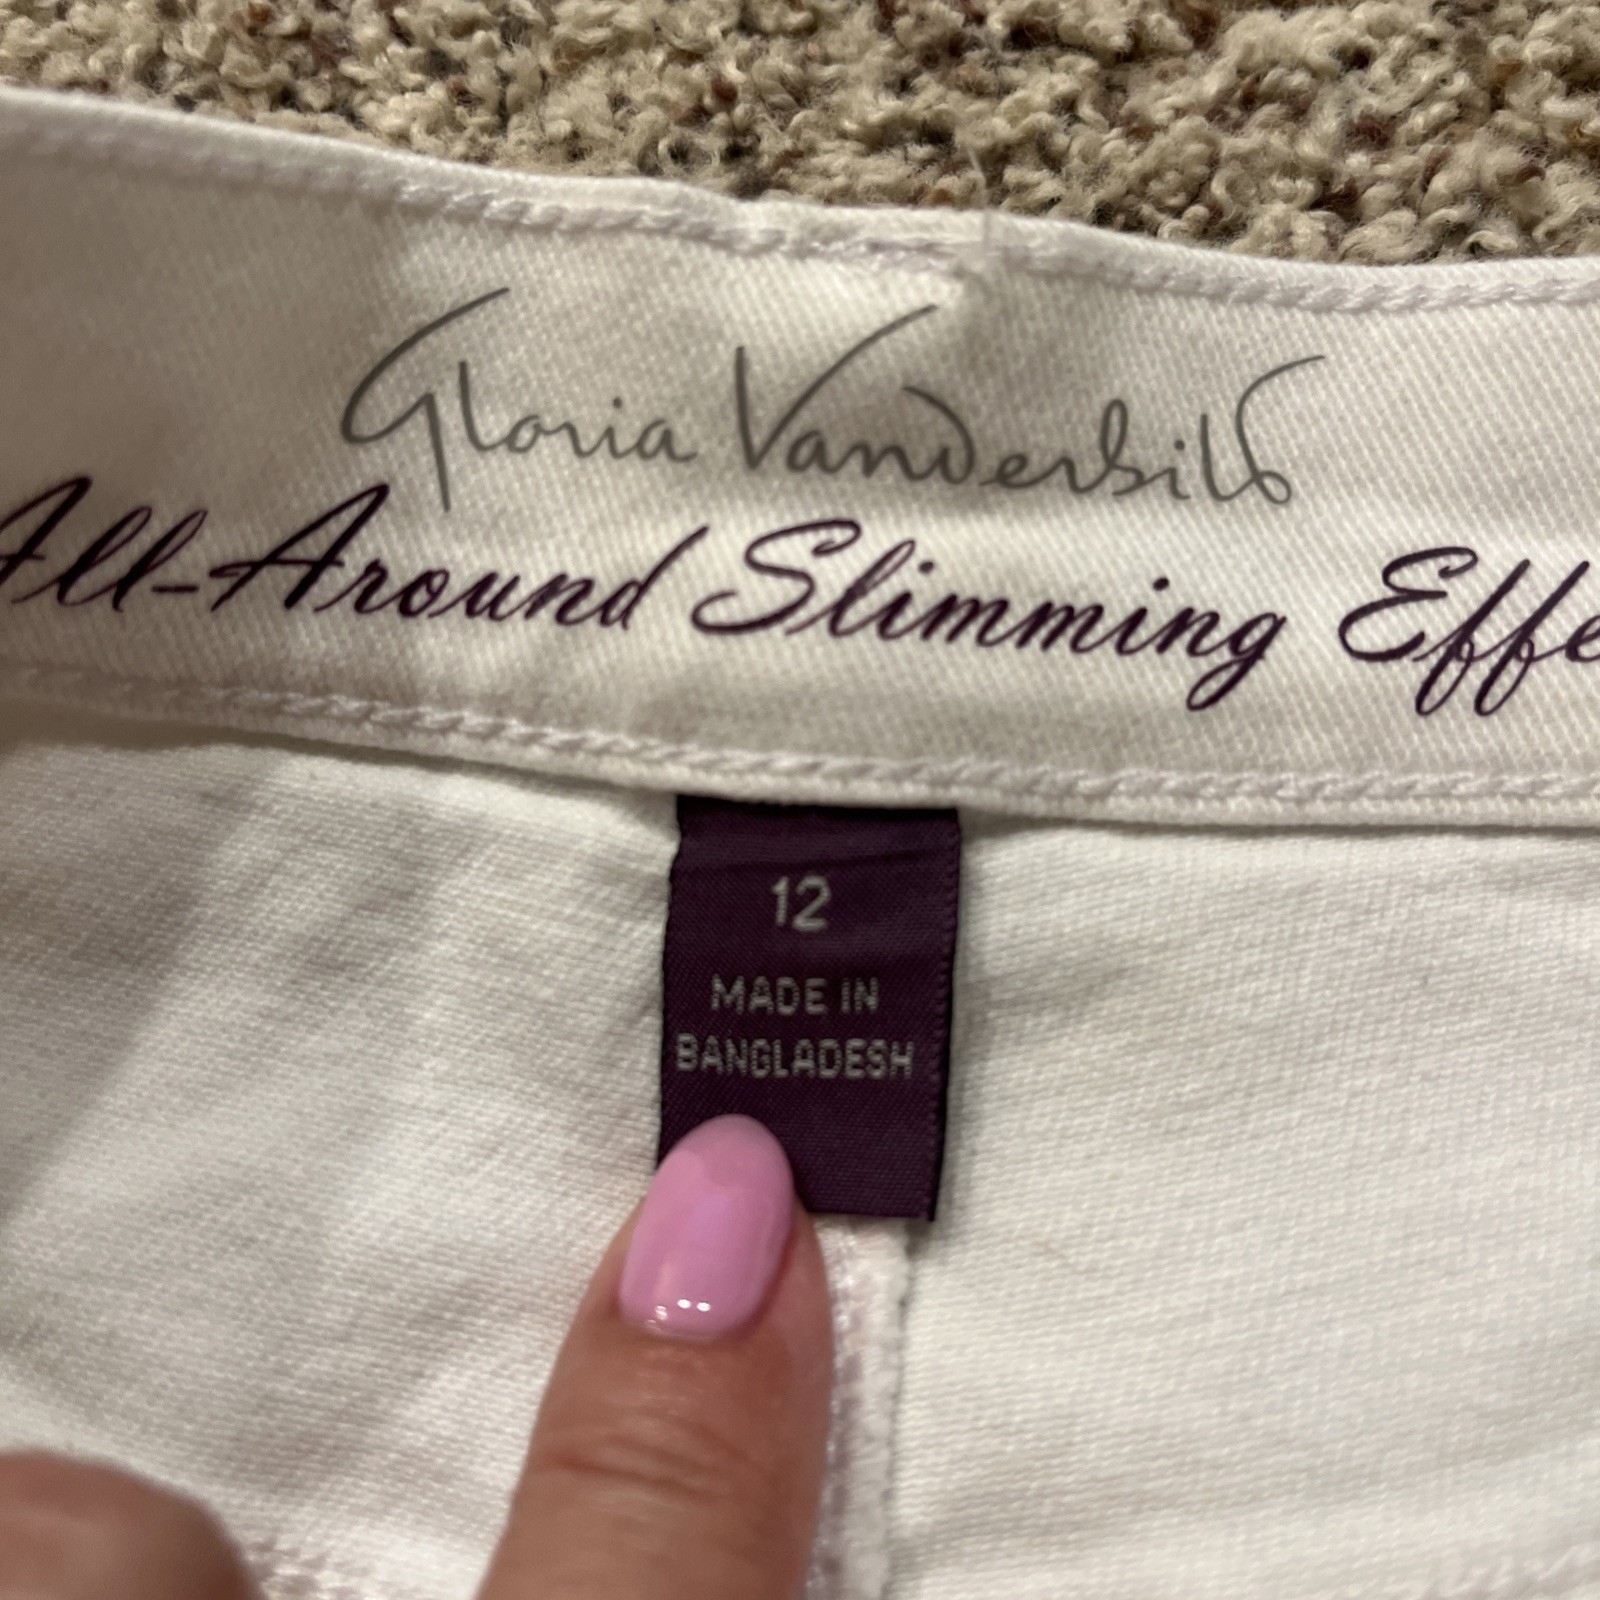 Gloria Vanderbilt
All-Around Slimming Effe
12
MADE IN
BANGLADESH